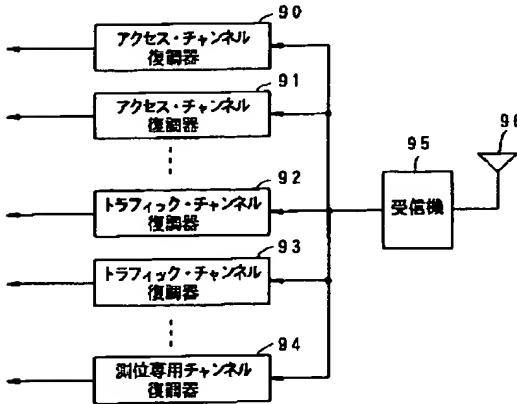 90
アクセス・チャンネル
復調器
91
アクセス・チャンネル
復調器
92
トラフィック・チャンネル
復調器
93
トラフィック・チャンネル
復調器
94
測位専用チャンネル
復調器
95
受信機
96